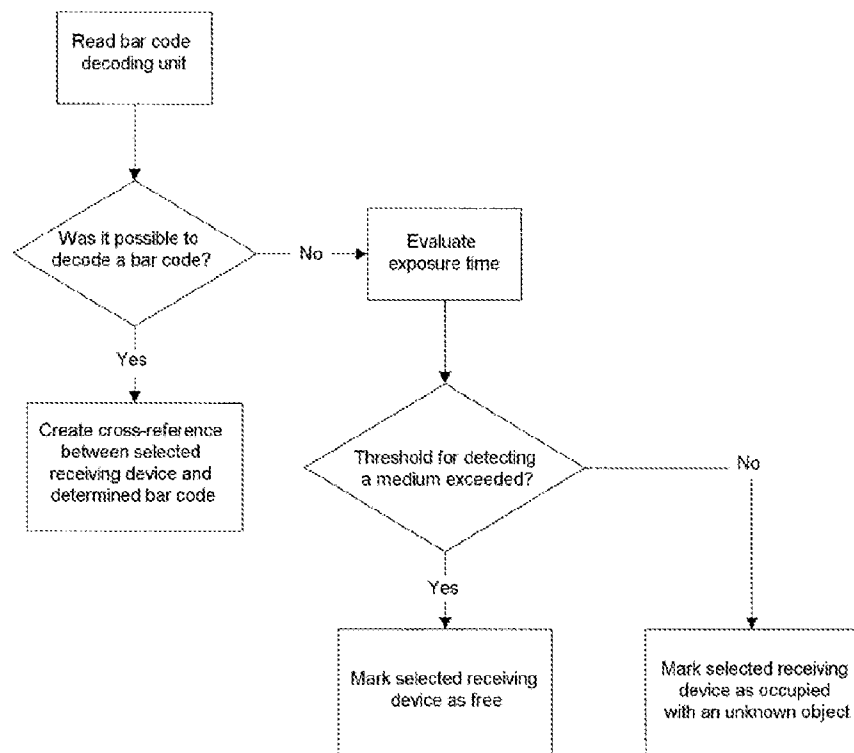 Read bar code
decoding unit
Was it possible to
decode a bar code?
No
Evaluate
exposure time
Yes
Create cross-reference
between selected
receiving device and
determined bar code
Threshold for detecting
a medium exceeded?
No
Yes
Mark selected receiving
device as free
Mark selected receiving
device as occupied
with an unknown object